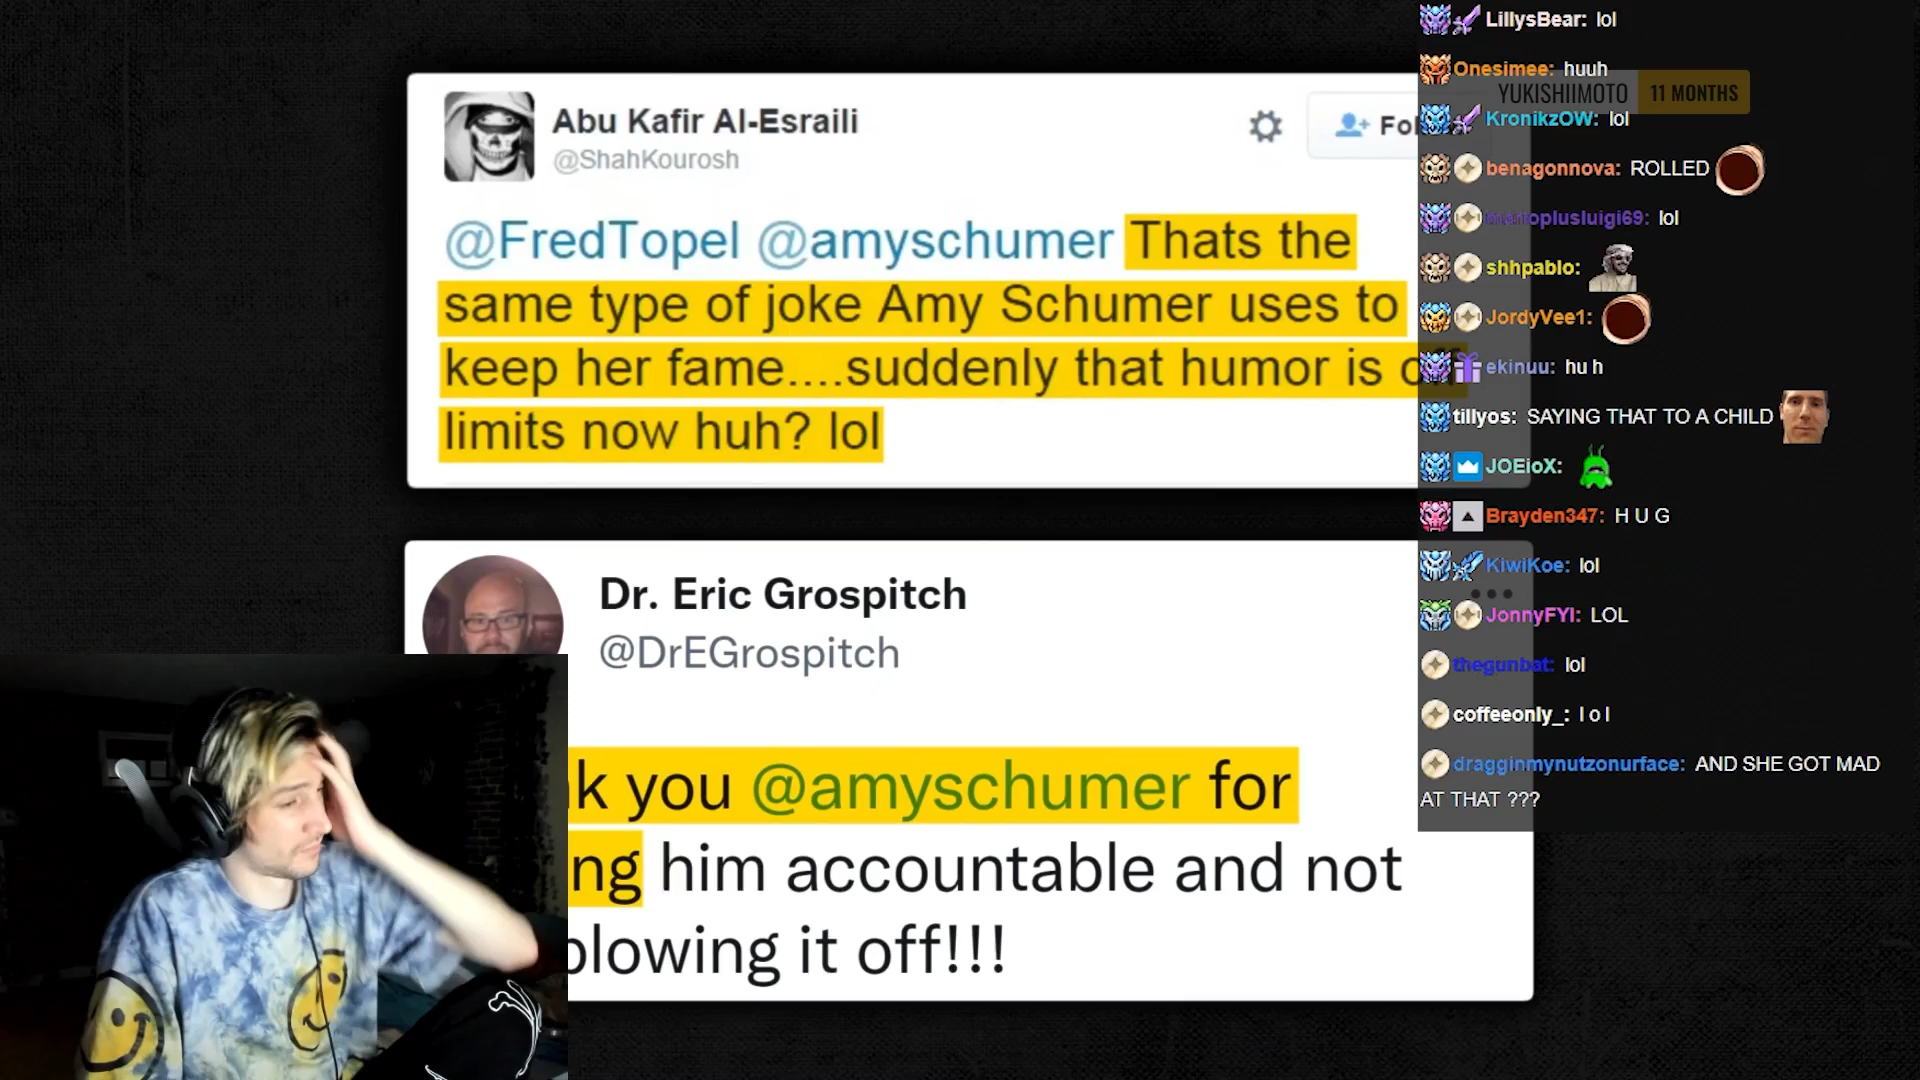 Abu Kafir Al-Esraili
@ShahKourosh
@FredTopel @amyschumer Thats the
same type of joke Amy Schumer uses to
keep her fame....suddenly that humor is off
limits now huh? lol
Dr. Eric Grospitch
@DrEGrospitch
you @amyschumer for
him accountable and not
blowing it off!!!
LillysBear: lol
Onesimee: huuh
YUKISHIIMOTO 11 MONTHS
KronikzOW: lol
benagonnova: ROLLED
lol
shhpablo:
JordyVee1:
ekinuu: hu h
tillyos: SAYING THAT TO A CHILD
JOEioX:
Brayden347: H U G
KiwiKoe: lol
JonnyFYI: LOL
thegunbat: lol
coffeeonly_: l o l
dragginmynutzonurface: AND SHE GOT MAD
AT THAT ???